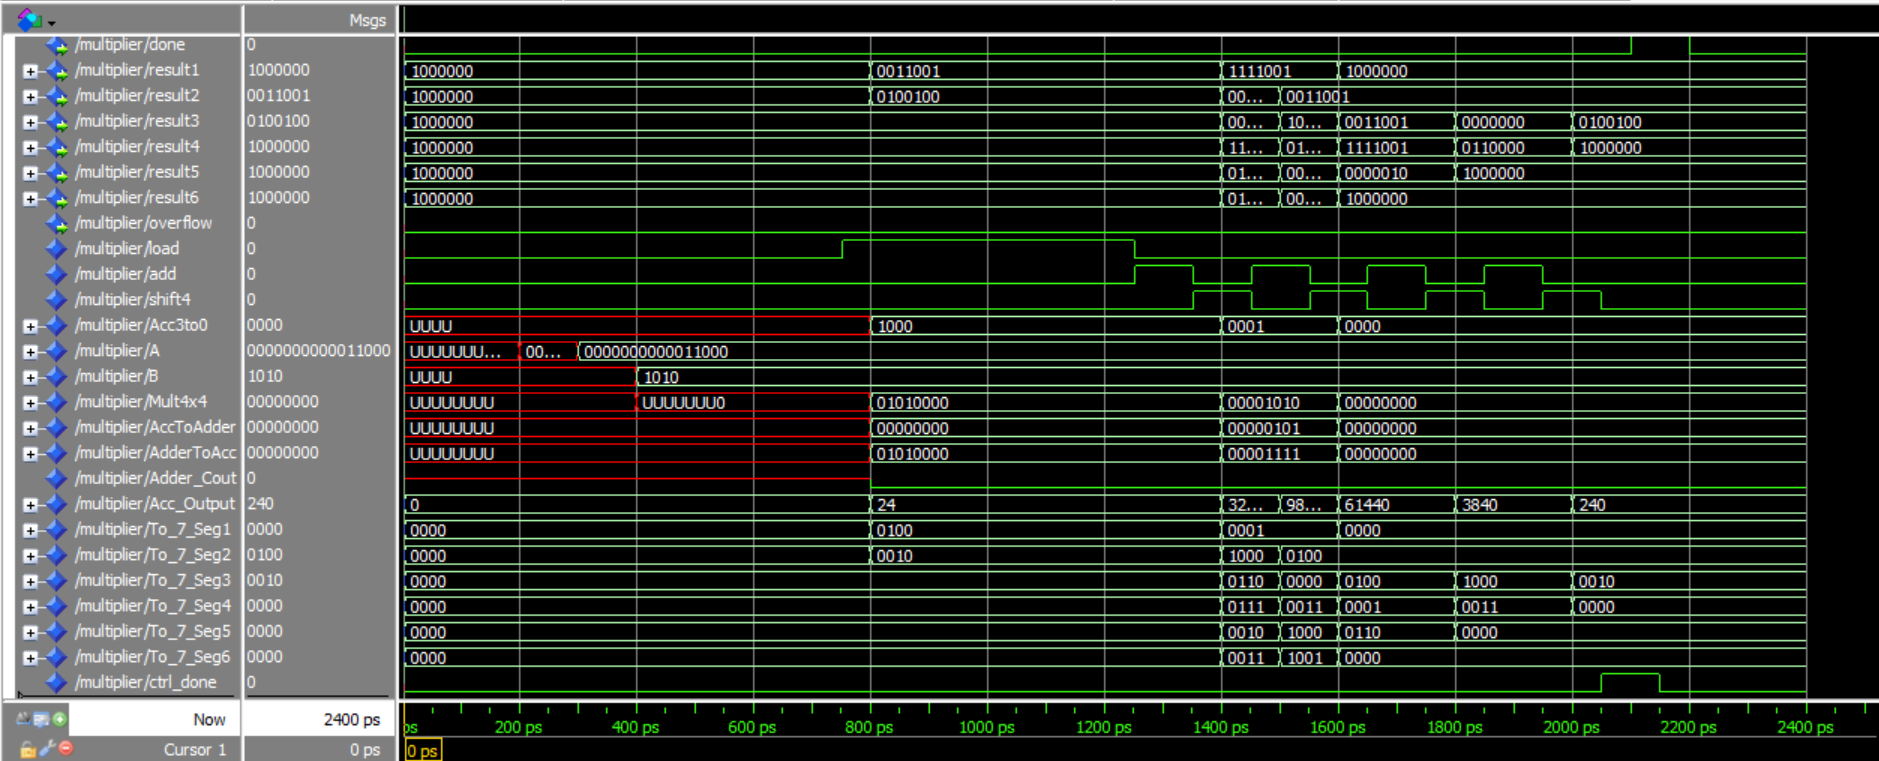 Msgs
/multiplier/done 0
/multiplier/result1 1000000 1000000 0011001 1111001 1000000
/multiplier/result2 0011001 1000000 0100100 00... 0011001
/multiplier/result3 0100100 1000000 00... 10... 0011001 0000000 0100100
/multiplier/result4 1000000 1000000 11... 01... 1111001 0110000 1000000
/multiplier/result5 1000000 1000000 01... 00... 0000010 1000000
/multiplier/result6 1000000 1000000 01... 00... 1000000
/multiplier/overflow 0
/multiplier/load 0
/multiplier/add 0
/multiplier/shift4 0
/multiplier/Acc3to0 0000 UUUU 1000 0001 0000
/multiplier/A 0000000000011000 UUUUUUU... 00... 0000000000011000
/multiplier/B 1010 UUUU 1010
/multiplier/Mult4x4 00000000 UUUUUUUU UUUUUUU0 01010000 00001010 00000000
/multiplier/AccToAdder 00000000 UUUUUUUU 00000000 00000101 00000000
/multiplier/AdderToAcc 00000000 UUUUUUUU 01010000 00001111 00000000
/multiplier/Adder_Cout 0
/multiplier/Acc_Output 240 0 24 32... 98... 61440 3840 240
/multiplier/To_7_Seg1 0000 0000 0100 0001 0000
/multiplier/To_7_Seg2 0100 0000 0010 1000 0100
/multiplier/To_7_Seg3 0010 0000 0110 0000 0100 1000 0010
/multiplier/To_7_Seg4 0000 0000 0111 0011 0001 0011 0000
/multiplier/To_7_Seg5 0000 0000 0010 1000 0110 0000
/multiplier/To_7_Seg6 0000 0000 0011 1001 0000
/multiplier/ctrl_done 0
Now 2400 ps ps 200 ps 400 ps 600 ps 800 ps 1000 ps 1200 ps 1400 ps 1600 ps 1800 ps 2000 ps 2200 ps 2400 ps
Cursor 1 0 ps 0 ps